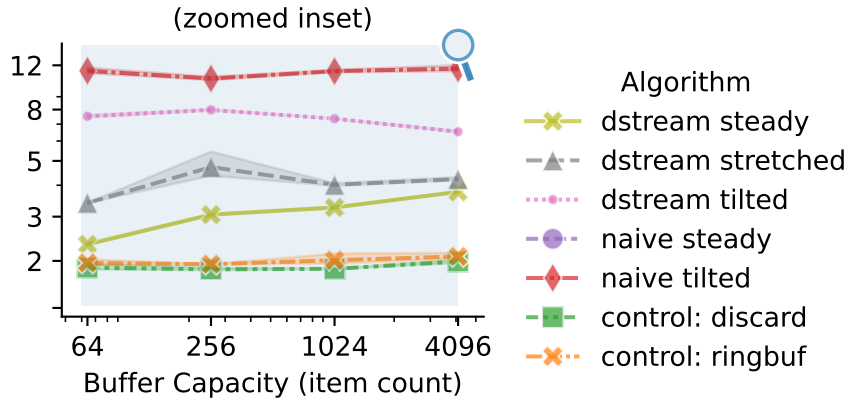 (zoomed inset)
12
8
5
3
2
64 256 1024 4096
Buffer Capacity (item count)
Algorithm
dstream steady
dstream stretched
dstream tilted
naive steady
naive tilted
control: discard
control: ringbuf